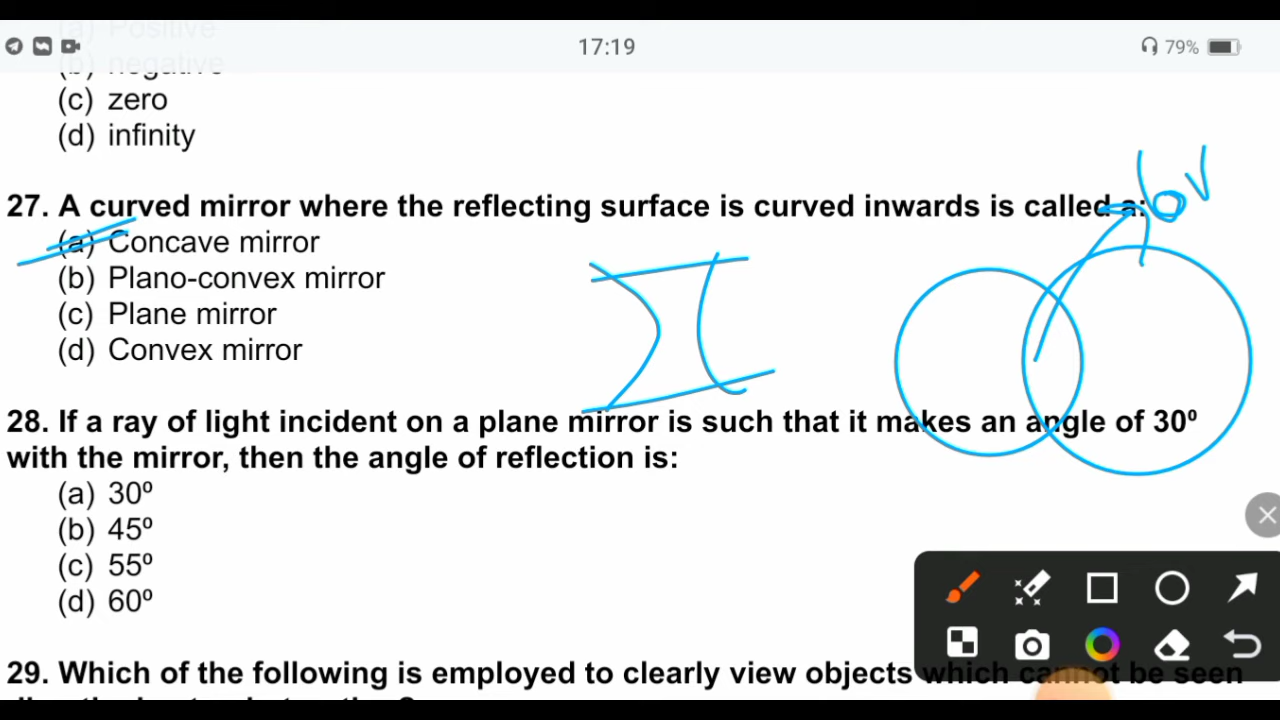 (a) Positive
17:19
79%
(b) negative
(c) zero
(d) infinity
27. A curved mirror where the reflecting surface is curved inwards is called a:
(a) Concave mirror
(b) Plano-convex mirror
(c) Plane mirror
(d) Convex mirror
28. If a ray of light incident on a plane mirror is such that it makes an angle of 30º
with the mirror, then the angle of reflection is:
(a) 30º
(b) 45º
(c) 55º
(d) 60º
29. Which of the following is employed to clearly view objects which cannot be seen